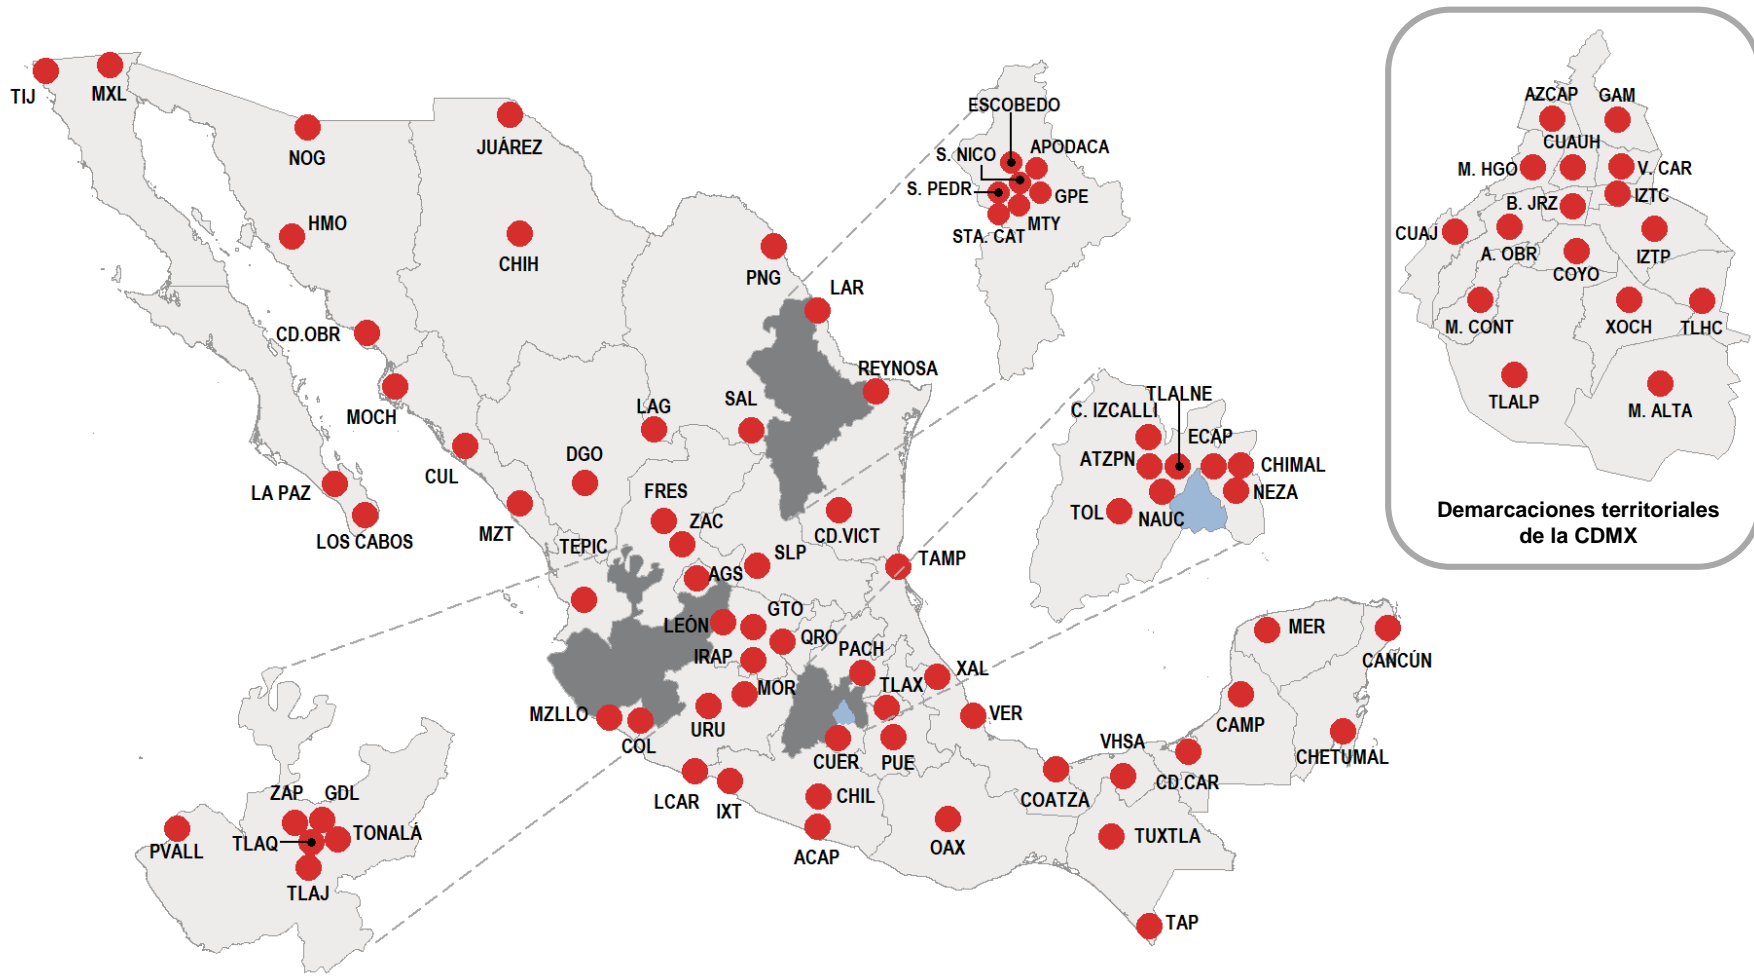 TIJ
MXL
NOG
JUÁREZ
HMO
CHIH
PNG
LAR
CD.OBR
MOCH
REYNOSA
LAG
SAL
DGO
CUL
LA PAZ
LOS CABOS
MZT
FRES
ZAC
CD.VICT
TEPIC
AGS
SLP
TAMP
LEÓN
GTO
QRO
IRAP
PACH
MOR
TLAX
XAL
MZLLO
COL
URU
CUER
PUE
VER
LCAR
IXT
CHIL
ACAP
OAX
COATZA
VHSA
CD.CAR
CAMP
MER
CANCÚN
CHETUMAL
TUXTLA
TAP
ESCOBEDO
S. NICO
APODACA
S. PEDR
GPE
MTY
STA. CAT
TLALNE
C. IZCALLI
ECAP
ATZPN
CHIMAL
NEZA
TOL
NAUC
ZAP
GDL
TONALÁ
TLAQ
PVALL
TLAJ
AZCAP
GAM
CUAUH
M. HGO
V. CAR
IZTC
B. JRZ
CUAJ
A. OBR
COYO
IZTP
M. CONT
XOCH
TLHC
TLALP
M. ALTA
Demarcaciones territoriales
de la CDMX